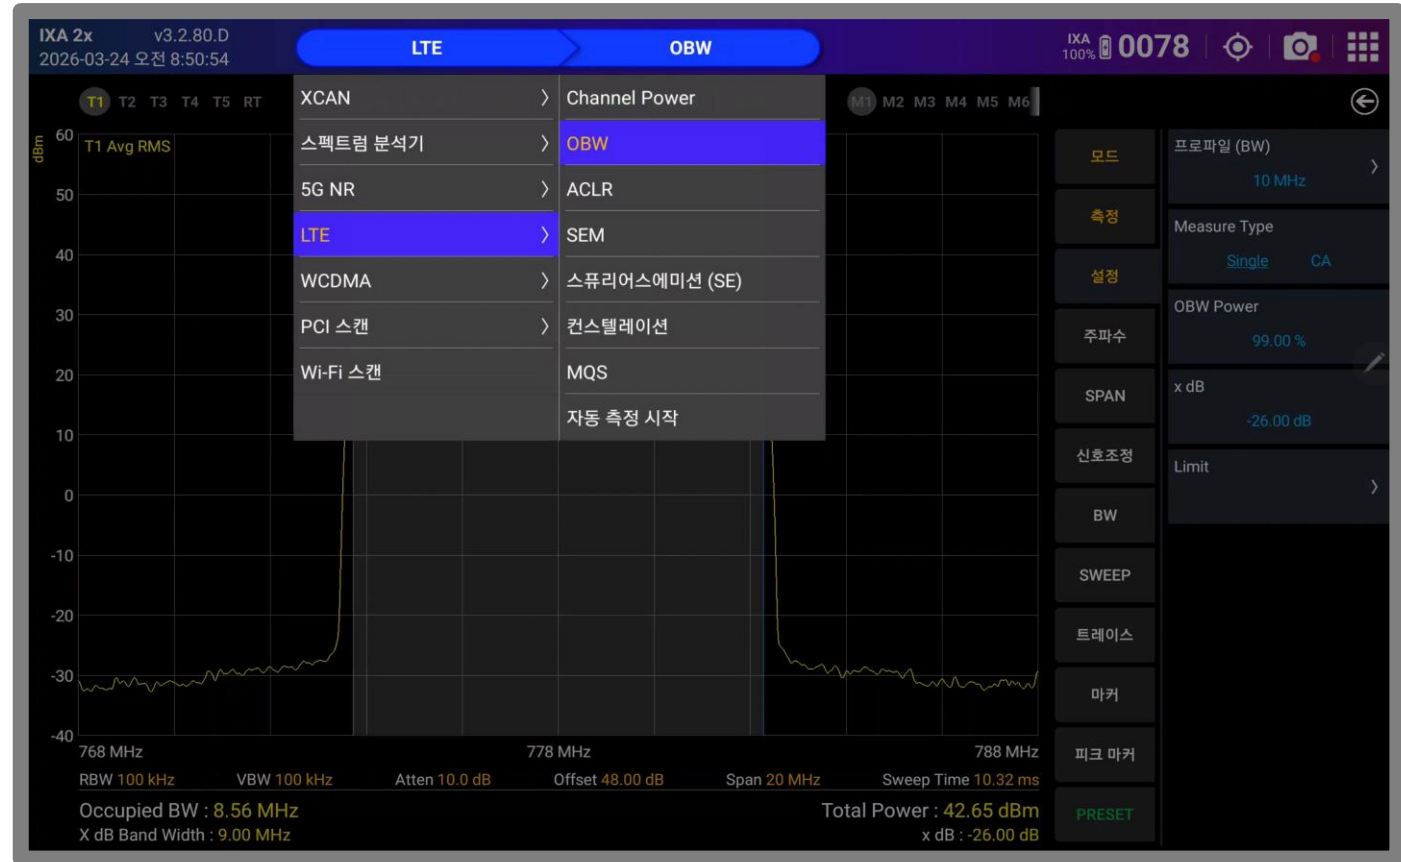 IXA 2x v3.2.80.D
2026-03-24 오전 8:50:54
LTE OBW
IXA 100% 0078
T1 T2 T3 T4 T5 RT
M1 M2 M3 M4 M5 M6
XCAN
스펙트럼 분석기
5G NR
LTE
WCDMA
PCI 스캔
Wi-Fi 스캔
Channel Power
OBW
ACLR
SEM
스퓨리어스에미션 (SE)
컨스텔레이션
MQS
자동 측정 시작
dBm
T1 Avg RMS
60
50
40
30
20
10
0
-10
-20
-30
-40
768 MHz 778 MHz 788 MHz
RBW 100 kHz VBW 100 kHz Atten 10.0 dB Offset 48.00 dB Span 20 MHz Sweep Time 10.32 ms
Occupied BW : 8.56 MHz Total Power : 42.65 dBm
X dB Band Width : 9.00 MHz x dB : -26.00 dB
모드
측정
설정
주파수
SPAN
신호조정
BW
SWEEP
트레이스
마커
피크 마커
PRESET
프로파일 (BW)
10 MHz
Measure Type
Single CA
OBW Power
99.00 %
x dB
-26.00 dB
Limit